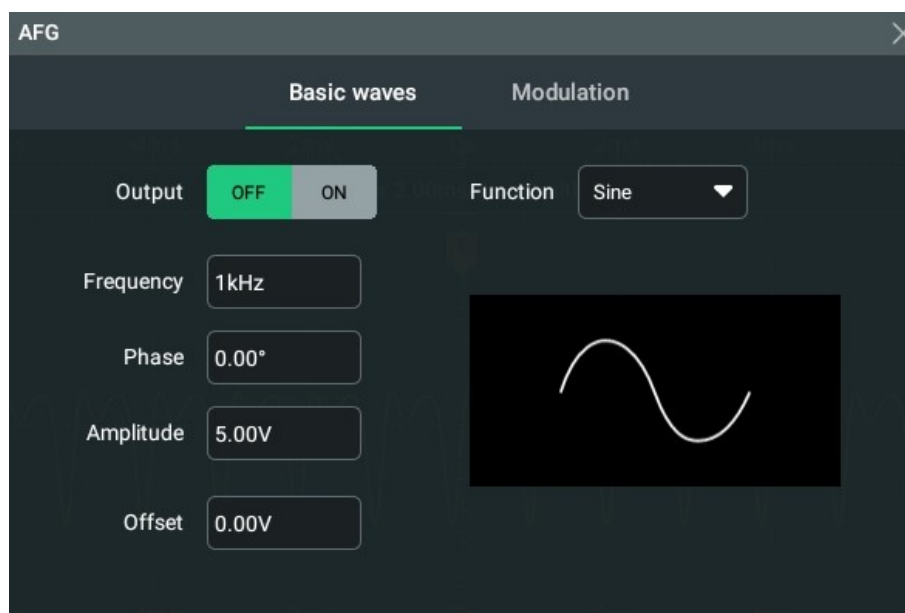 AFG
Basic waves Modulation
Output OFF ON Function Sine
Frequency 1kHz
Phase 0.00°
Amplitude 5.00V
Offset 0.00V